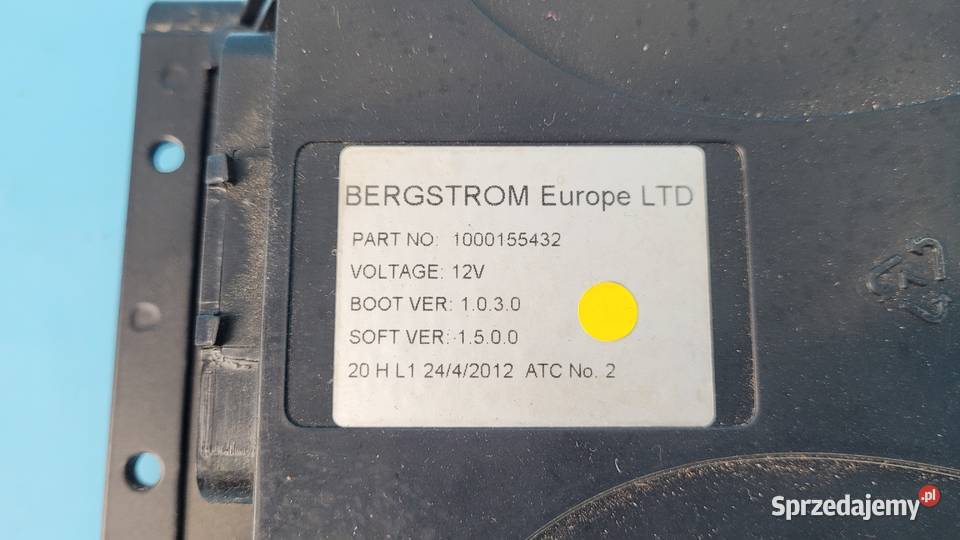 BERGSTROM Europe LTD
PART NO: 1000155432
VOLTAGE: 12V
BOOT VER: 1.0.3.0
SOFT VER: 1.5.0.0
20 H L1 24/4/2012 ATC No. 2
4
Sprzedajemy.pl